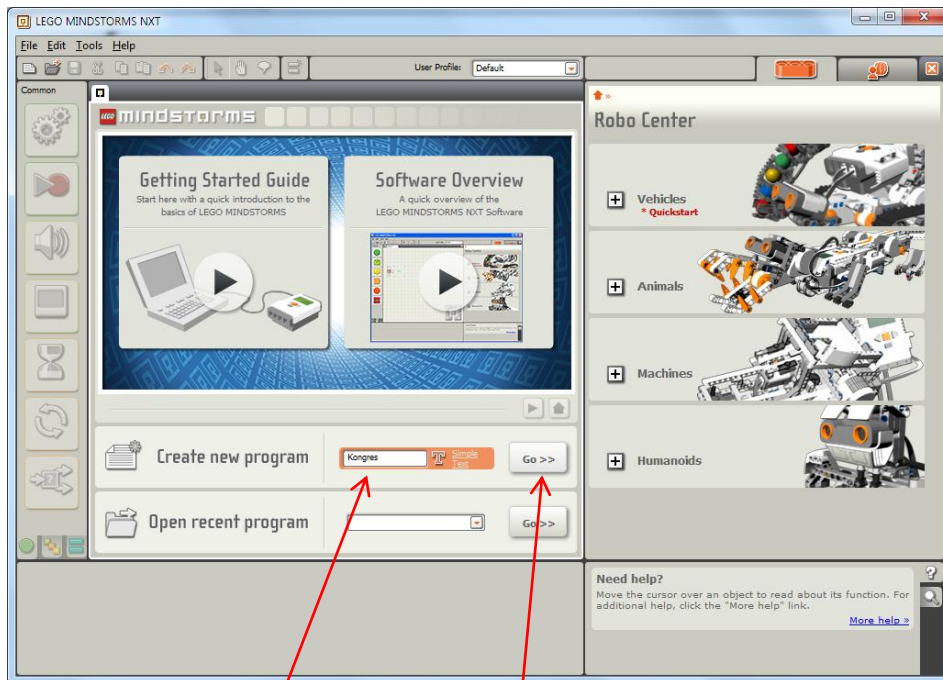 LEGO MINDSTORMS NXT
File Edit Tools Help
User Profile: Default
Common
LEGO mindstorms
Robo Center
Getting Started Guide
Start here with a quick introduction to the
basics of LEGO MINDSTORMS
Software Overview
A quick overview of the
LEGO MINDSTORMS NXT Software
Vehicles
* Quickstart
Animals
Machines
Humanoids
Create new program
Kongres
T
Simple
Text
Go >>
Open recent program
Go >>
Need help?
Move the cursor over an object to read about its function. For
additional help, click the "More help" link.
More help »